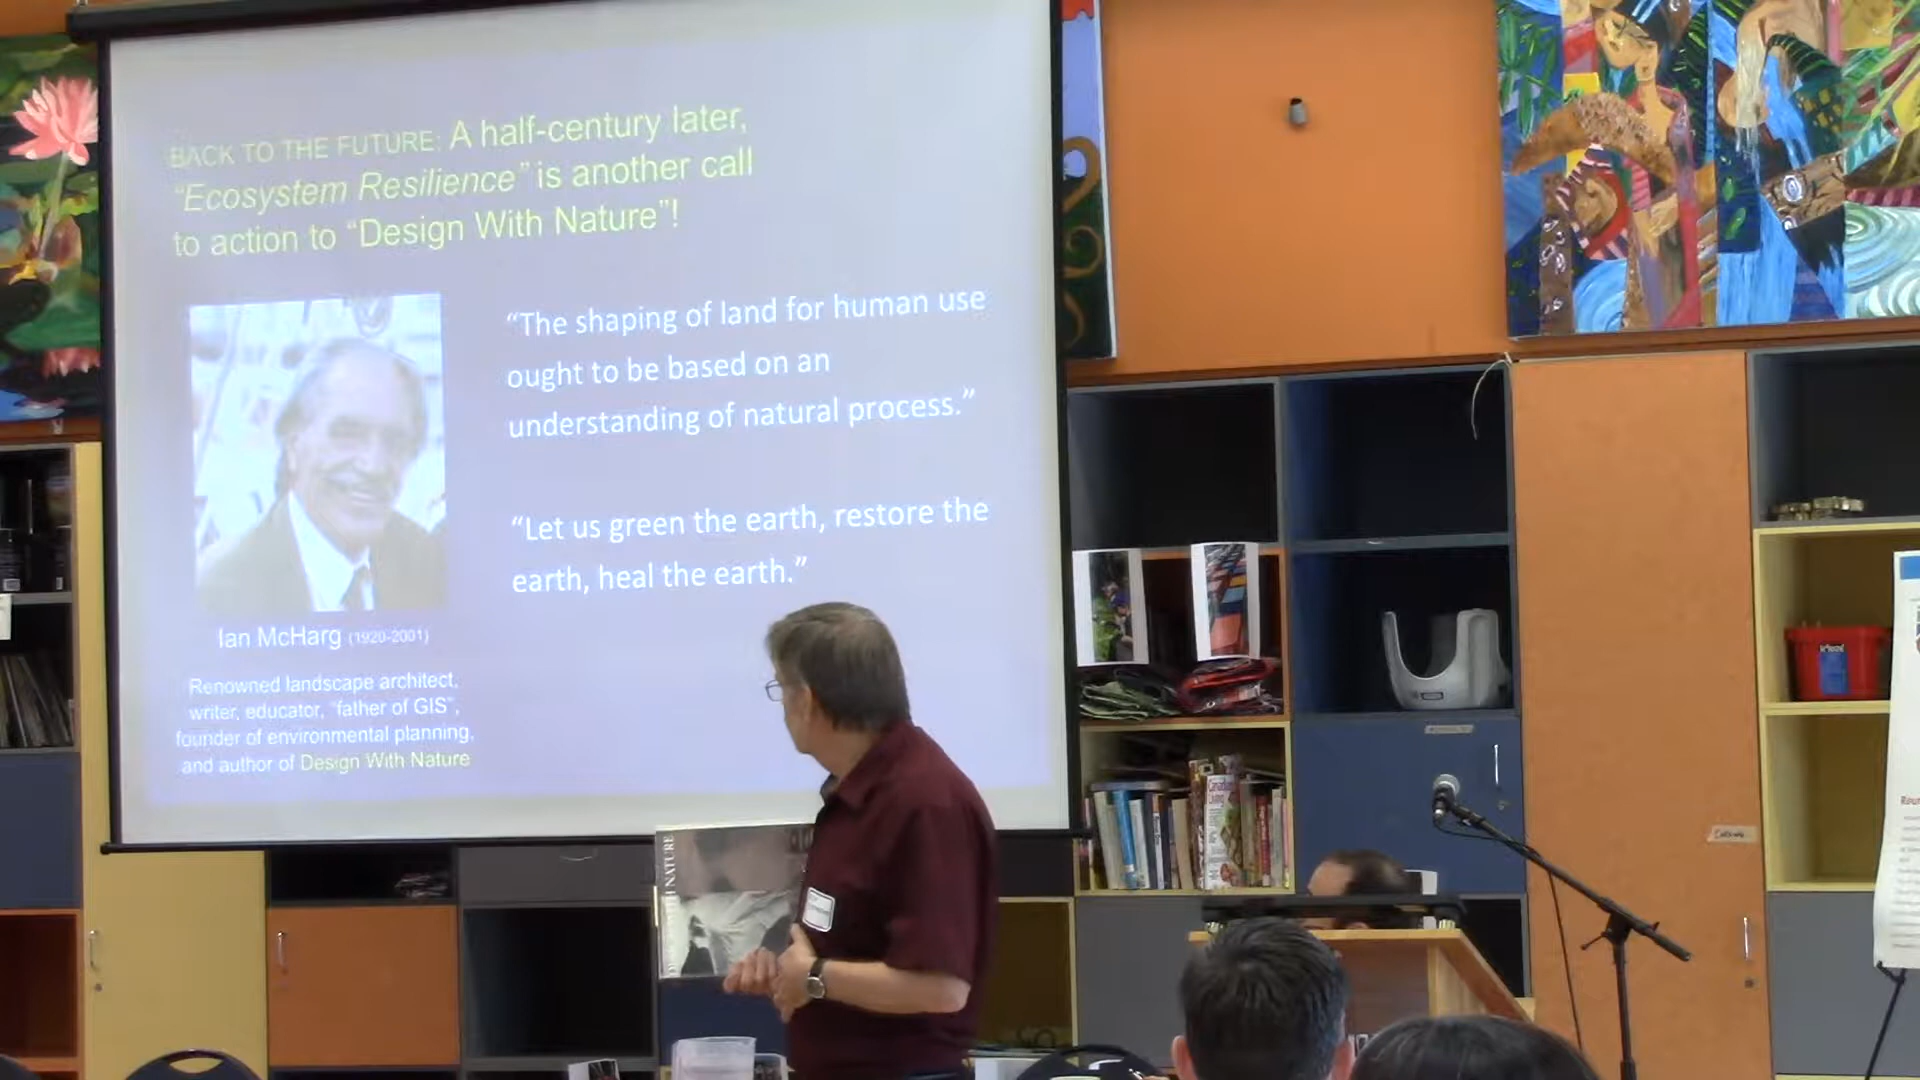 BACK TO THE FUTURE: A half-century later,
“Ecosystem Resilience” is another call
to action to “Design With Nature”!
“The shaping of land for human use
ought to be based on an
understanding of natural process.”
“Let us green the earth, restore the
earth, heal the earth.”
Ian McHarg (1920-2001)
Renowned landscape architect,
writer, educator, “father of GIS”,
founder of environmental planning,
and author of Design With Nature
NATURE
Canadian
Living